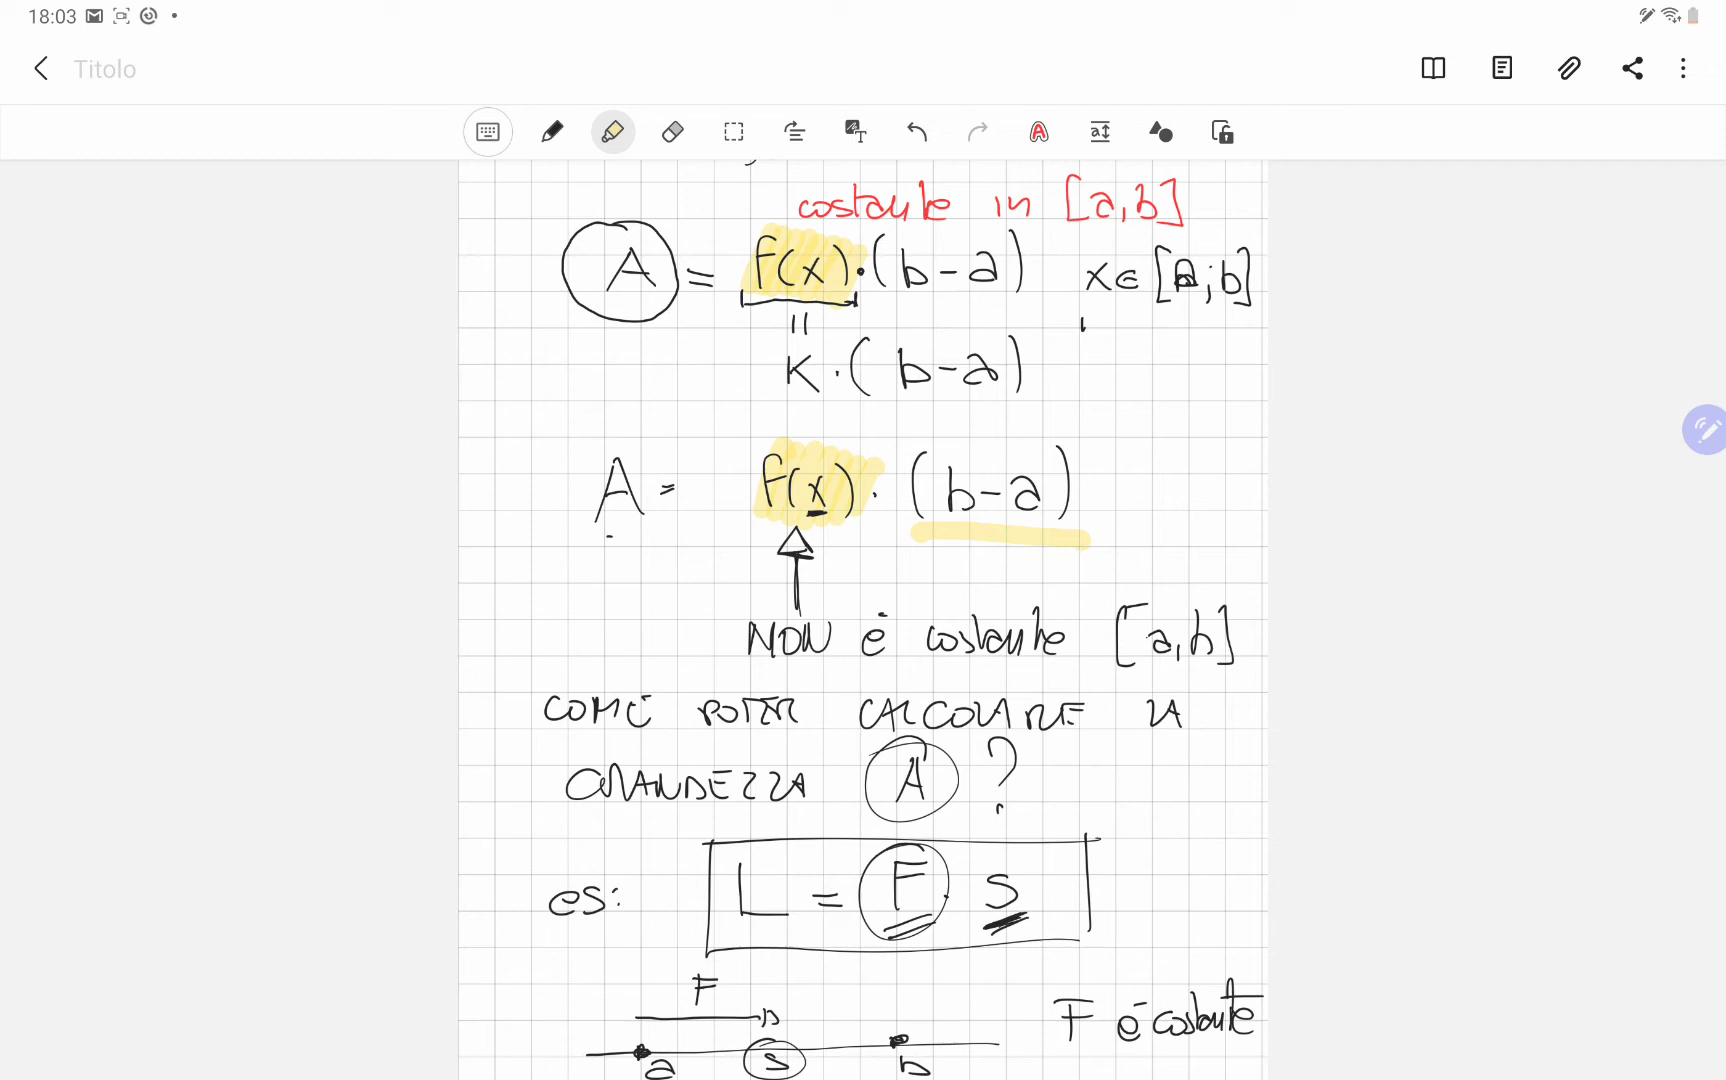 18:03
Titolo
costante in [a,b]
A = f(x)·(b-a) x∈[a;b]
=
K·(b-a)
A = f(x)·(b-a)
NON è costante [a,b]
COME POTER CALCOLARE LA
GRANDEZZA A ?
es: L = F· s
F
F è costante
a s b